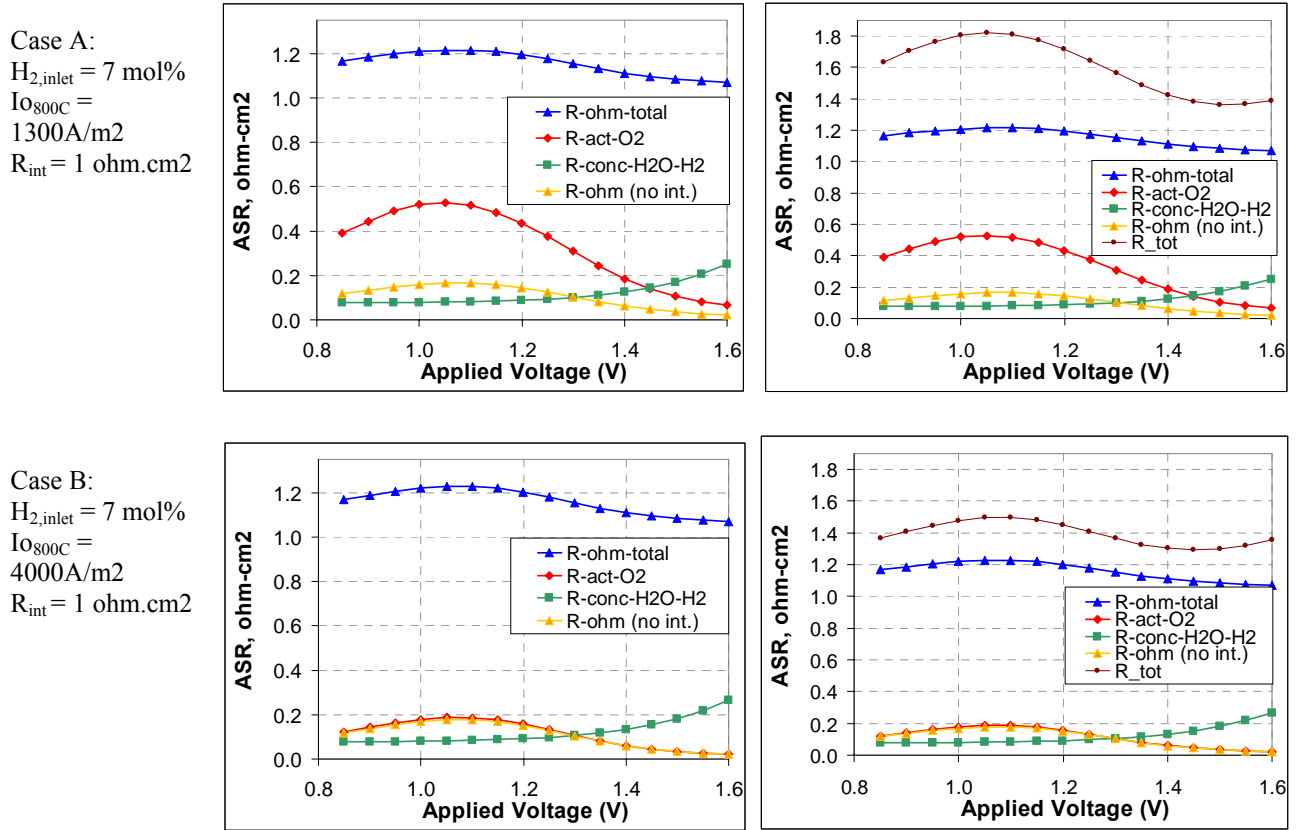 Case A:
H2,inlet = 7 mol%
Io800C =
1300A/m2
Rint = 1 ohm.cm2
ASR, ohm-cm2
1.2
1.0
0.8
0.6
0.4
0.2
0.0
R-ohm-total
R-act-O2
R-conc-H2O-H2
R-ohm (no int.)
0.8 1.0 1.2 1.4 1.6
Applied Voltage (V)
ASR, ohm-cm2
1.8
1.6
1.4
1.2
1.0
0.8
0.6
0.4
0.2
0.0
R-ohm-total
R-act-O2
R-conc-H2O-H2
R-ohm (no int.)
R_tot
0.8 1.0 1.2 1.4 1.6
Applied Voltage (V)
Case B:
H2,inlet = 7 mol%
Io800C =
4000A/m2
Rint = 1 ohm.cm2
ASR, ohm-cm2
1.2
1.0
0.8
0.6
0.4
0.2
0.0
R-ohm-total
R-act-O2
R-conc-H2O-H2
R-ohm (no int.)
0.8 1.0 1.2 1.4 1.6
Applied Voltage (V)
ASR, ohm-cm2
1.8
1.6
1.4
1.2
1.0
0.8
0.6
0.4
0.2
0.0
R-ohm-total
R-act-O2
R-conc-H2O-H2
R-ohm (no int.)
R_tot
0.8 1.0 1.2 1.4 1.6
Applied Voltage (V)